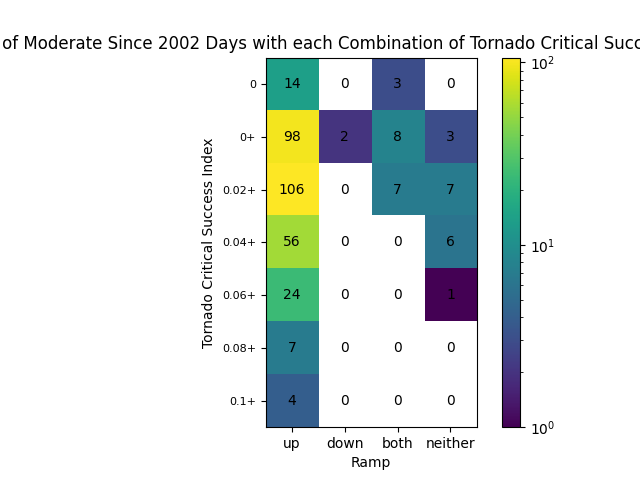 of Moderate Since 2002 Days with each Combination of Tornado Critical
0 14 0 3 0
0+ 98 2 8 3
0.02+ 106 0 7 7
0.04+ 56 0 0 6
0.06+ 24 0 0 1
0.08+ 7 0 0 0
0.1+ 4 0 0 0
up down both neither
Ramp
Tornado Critical Success Index
10²
10¹
10⁰